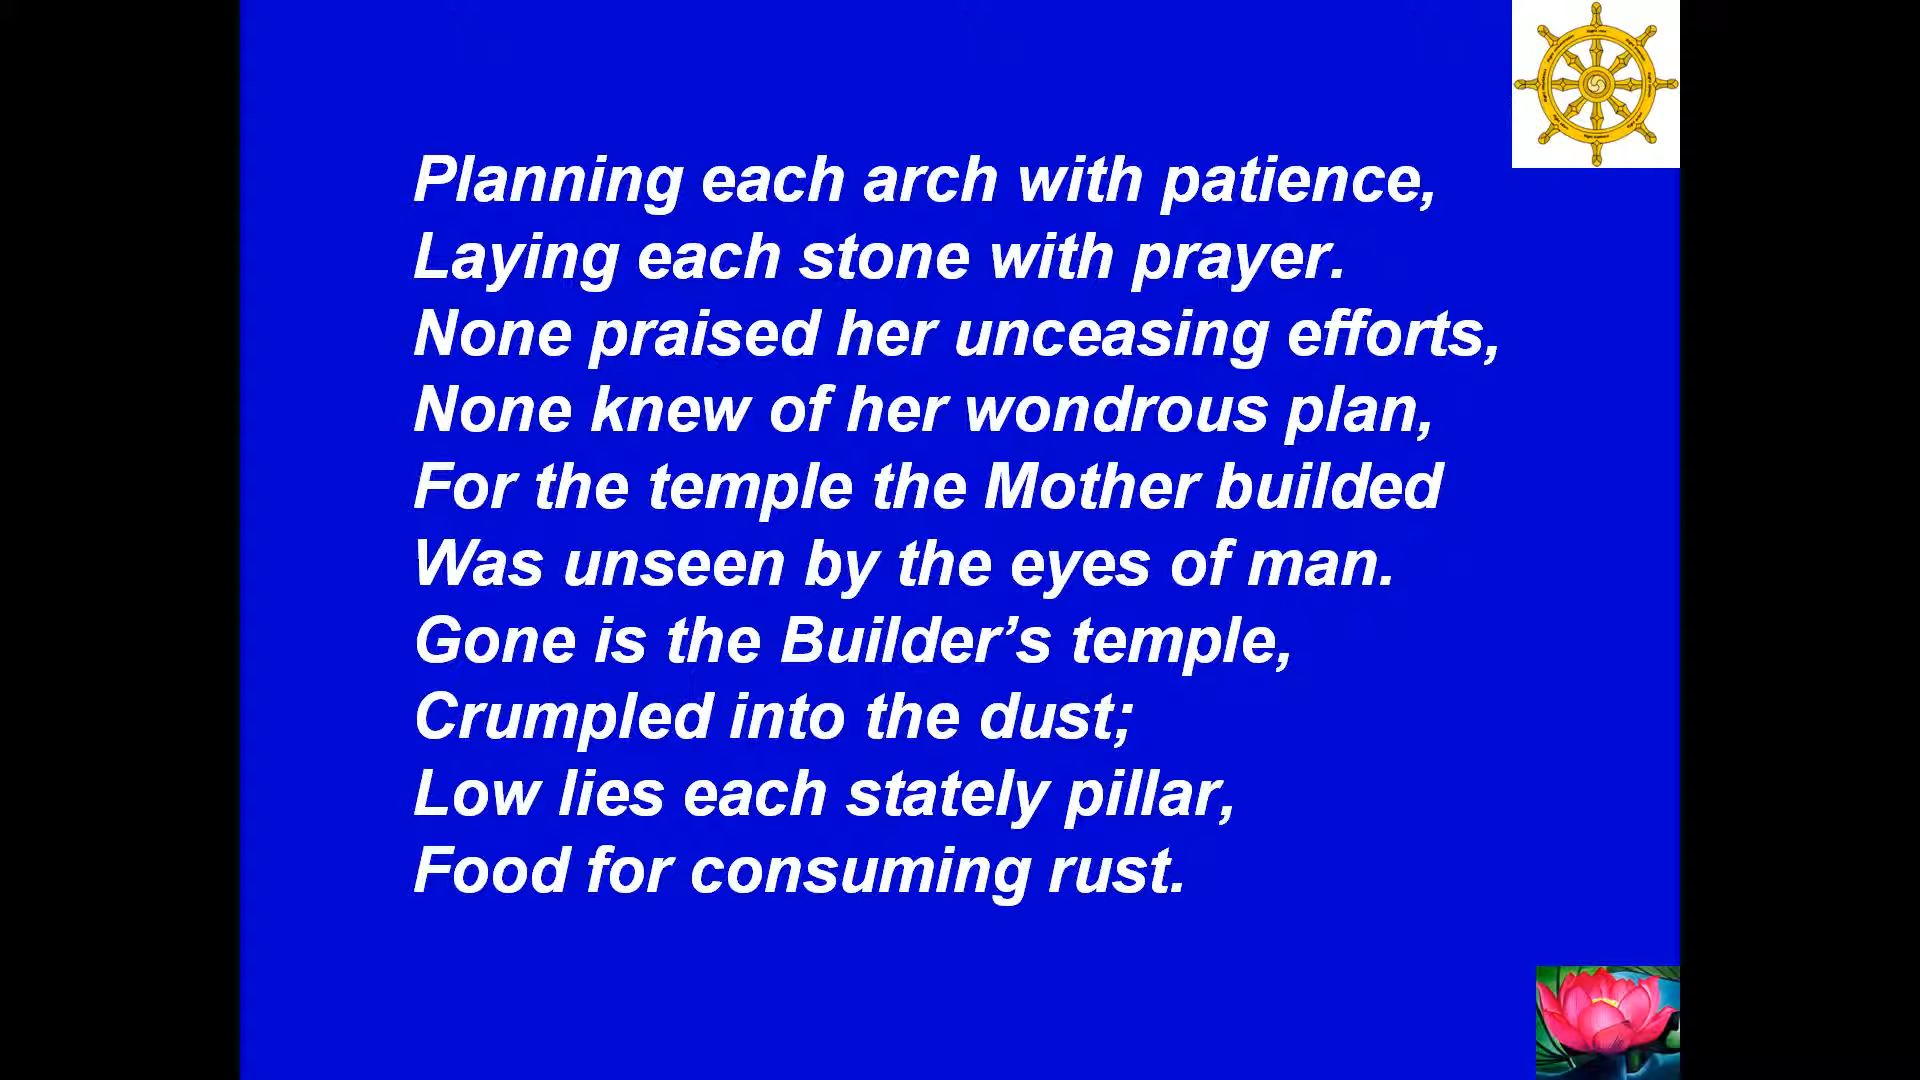 Planning each arch with patience,
Laying each stone with prayer.
None praised her unceasing efforts,
None knew of her wondrous plan,
For the temple the Mother builded
Was unseen by the eyes of man.
Gone is the Builder’s temple,
Crumpled into the dust;
Low lies each stately pillar,
Food for consuming rust.